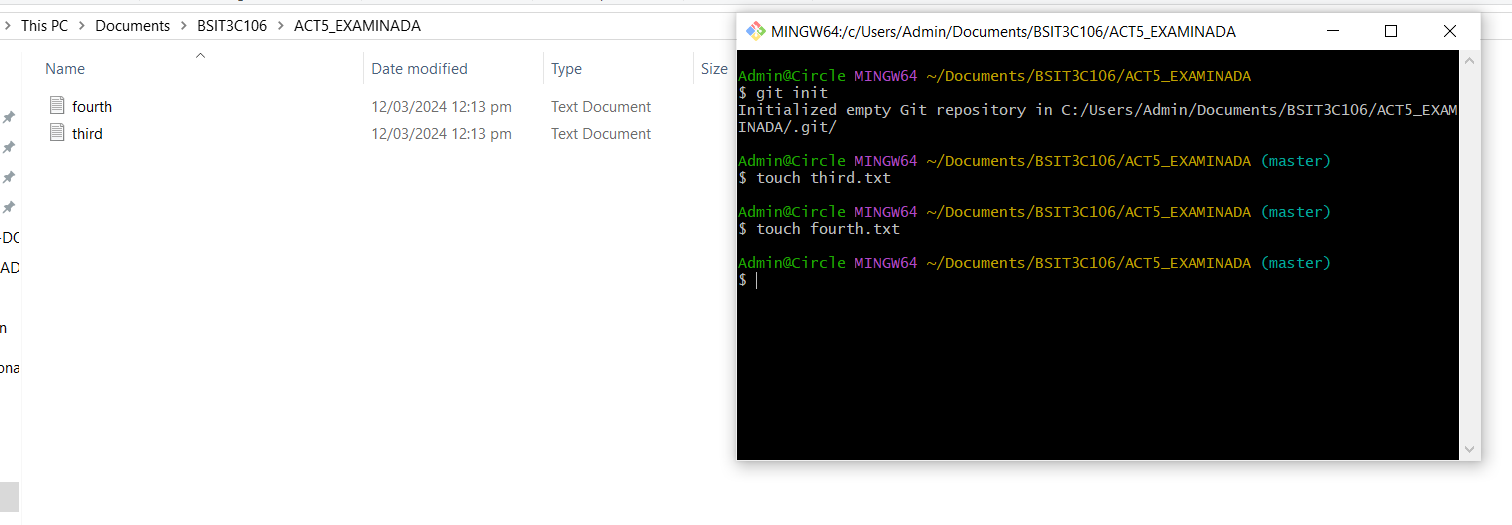 This PC > Documents > BSIT3C106 > ACT5_EXAMINADA
Name Date modified Type Size
fourth 12/03/2024 12:13 pm Text Document
third 12/03/2024 12:13 pm Text Document
MINGW64:/c/Users/Admin/Documents/BSIT3C106/ACT5_EXAMINADA
Admin@Circle MINGW64 ~/Documents/BSIT3C106/ACT5_EXAMINADA
$ git init
Initialized empty Git repository in C:/Users/Admin/Documents/BSIT3C106/ACT5_EXAM
INADA/.git/
Admin@Circle MINGW64 ~/Documents/BSIT3C106/ACT5_EXAMINADA (master)
$ touch third.txt
Admin@Circle MINGW64 ~/Documents/BSIT3C106/ACT5_EXAMINADA (master)
$ touch fourth.txt
Admin@Circle MINGW64 ~/Documents/BSIT3C106/ACT5_EXAMINADA (master)
$